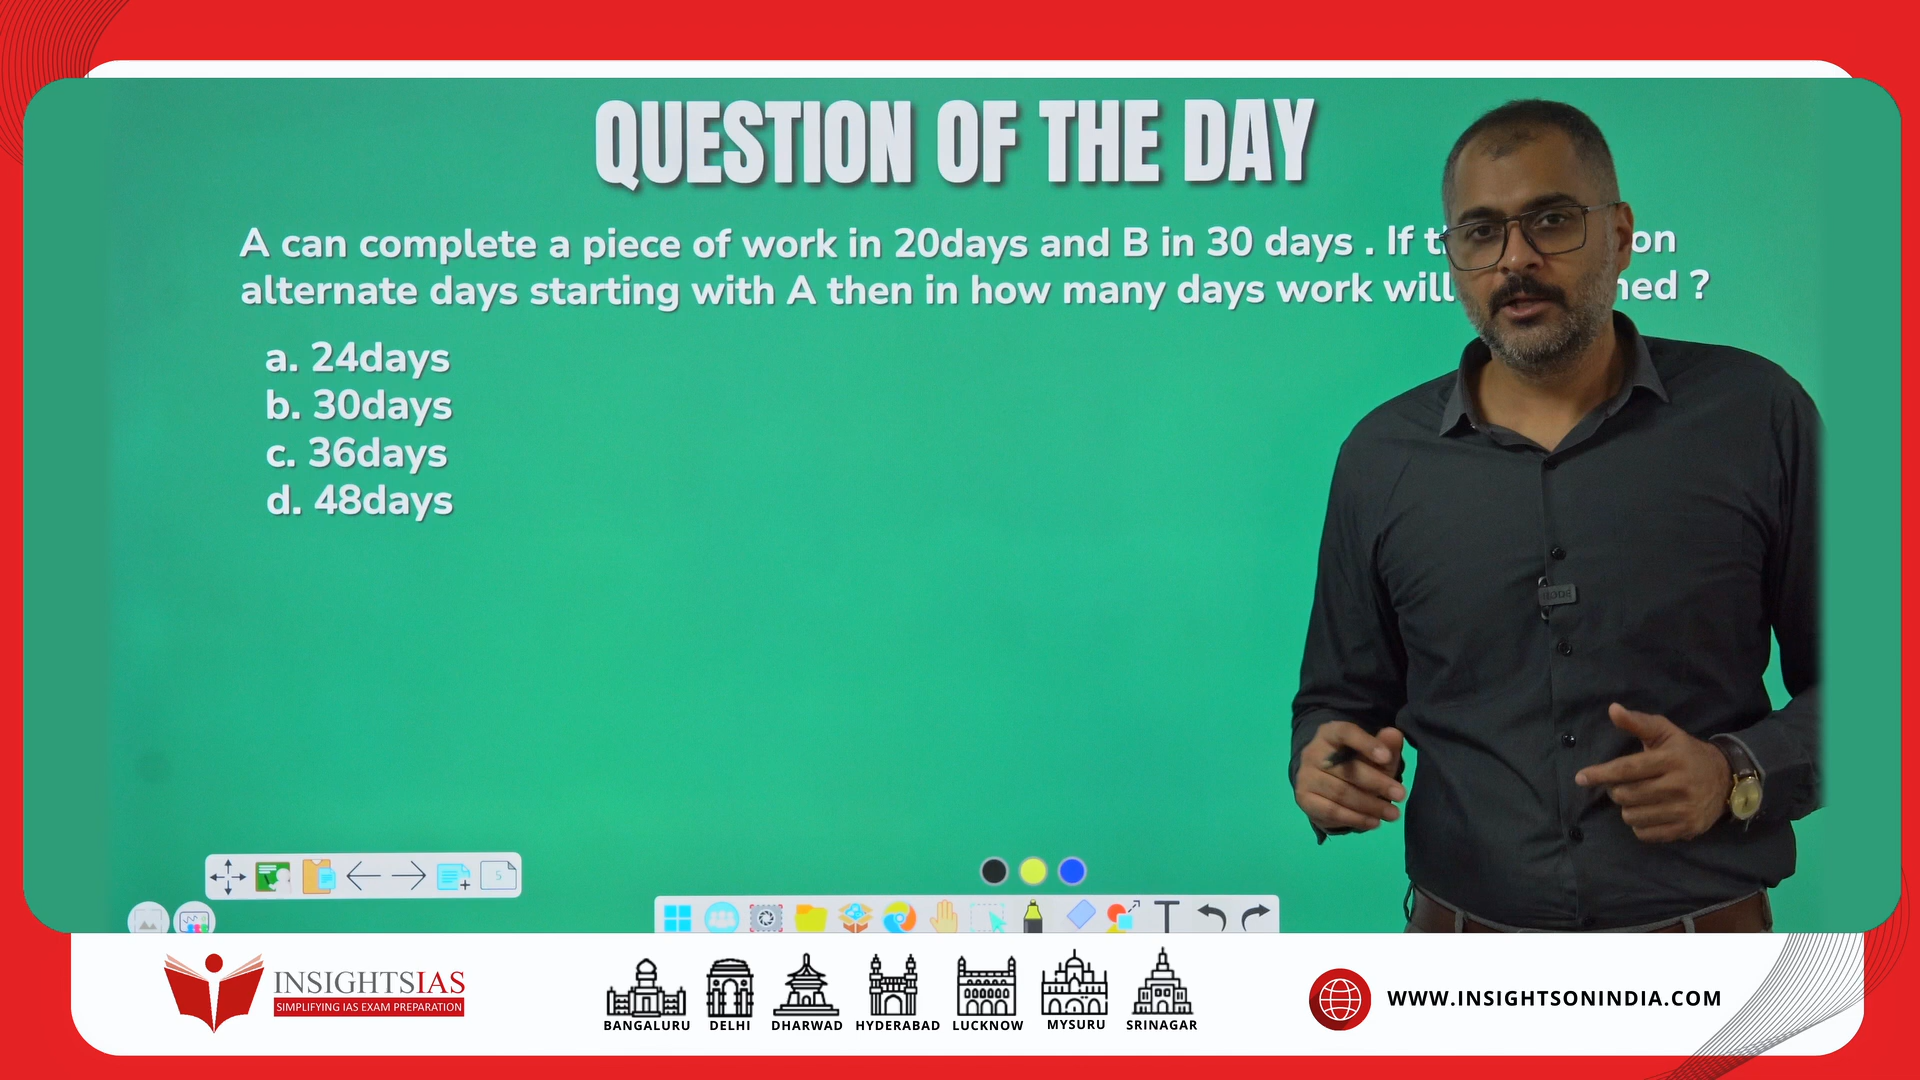 QUESTION OF THE DAY
A can complete a piece of work in 20days and B in 30 days . If on
alternate days starting with A then in how many days work will ?
a. 24days
b. 30days
c. 36days
d. 48days
5
T
INSIGHTSIAS
SIMPLIFYING IAS EXAM PREPARATION
BANGALURU DELHI DHARWAD HYDERABAD LUCKNOW MYSURU SRINAGAR
WWW.INSIGHTSONINDIA.COM